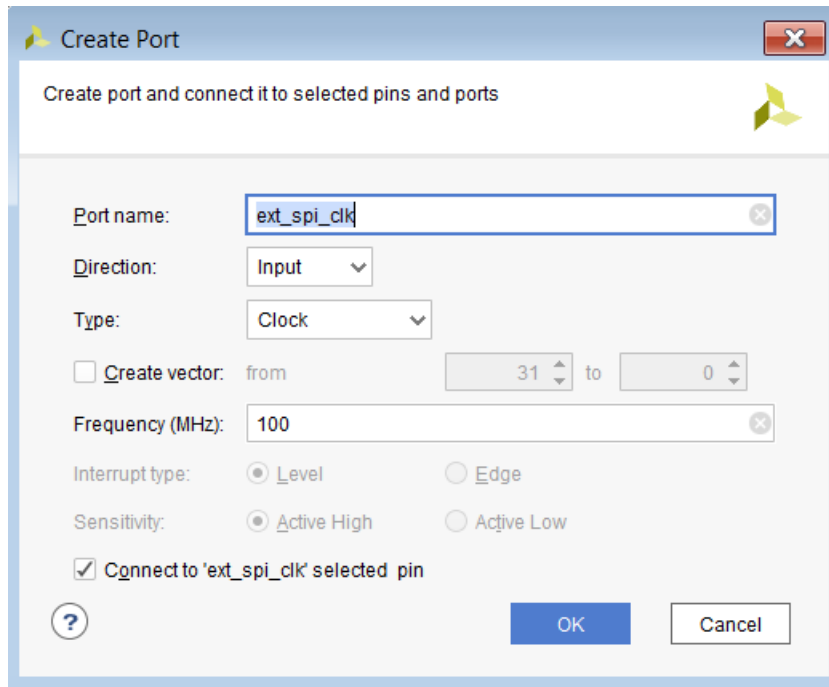 Create Port
Create port and connect it to selected pins and ports
Port name: ext_spi_clk
Direction: Input
Type: Clock
Create vector: from 31 to 0
Frequency (MHz): 100
Interrupt type: Level Edge
Sensitivity: Active High Active Low
Connect to 'ext_spi_clk' selected pin
? OK Cancel